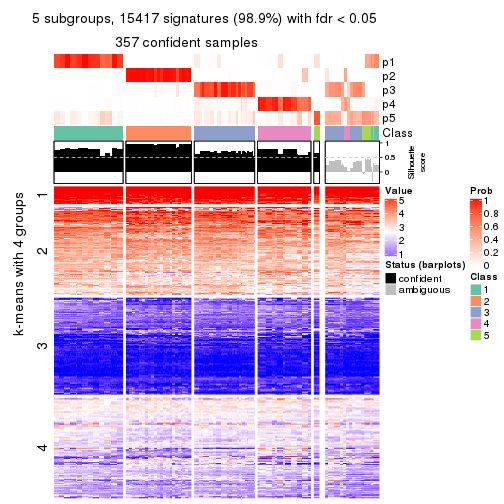 5 subgroups, 15417 signatures (98.9%) with fdr < 0.05
357 confident samples
p1
p2
p3
p4
p5
Class
1
0.5
0
Silhouette
score
k-means with 4 groups
1
2
3
4
Value
5
4
3
2
1
Status (barplots)
confident
ambiguous
Prob
1
0.8
0.6
0.4
0.2
0
Class
1
2
3
4
5